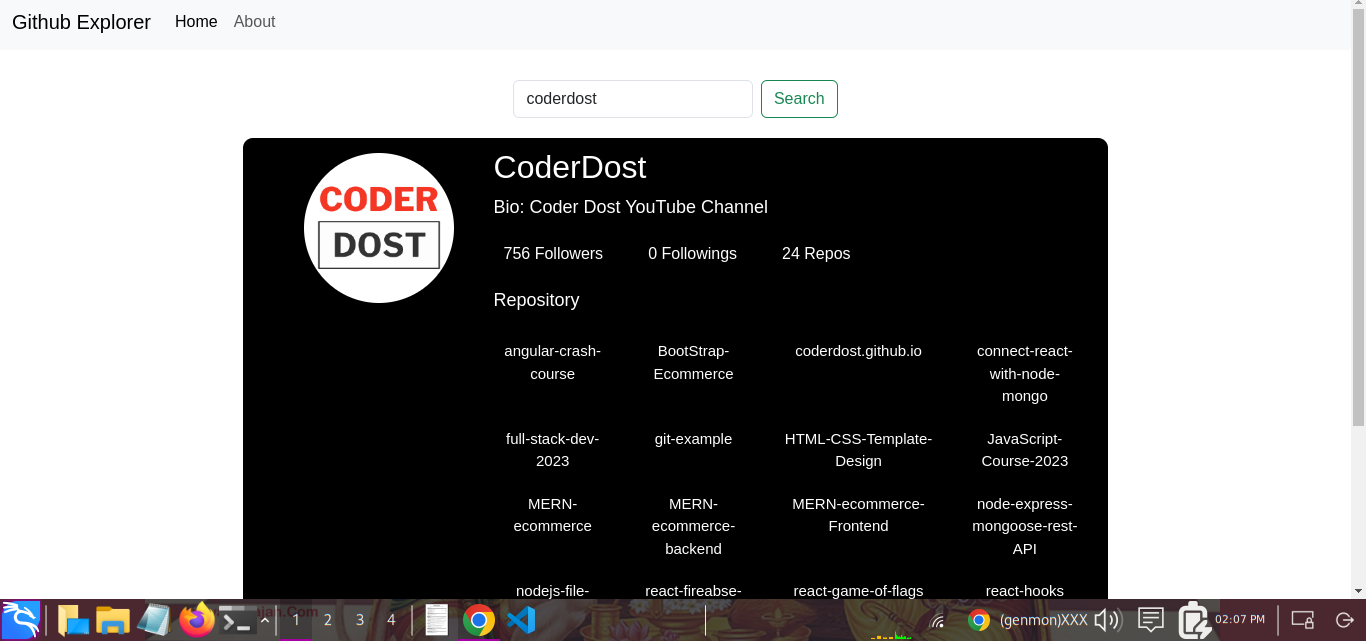 Github Explorer Home About
coderdost Search
CODER
DOST
CoderDost
Bio: Coder Dost YouTube Channel
756 Followers 0 Followings 24 Repos
Repository
angular-crash-
course
BootStrap-
Ecommerce
coderdost.github.io
connect-react-
with-node-
mongo
full-stack-dev-
2023
git-example
HTML-CSS-Template-
Design
JavaScript-
Course-2023
MERN-
ecommerce
MERN-
ecommerce-
backend
MERN-ecommerce-
Frontend
node-express-
mongoose-rest-
API
nodejs-file-
react-fireabse-
react-game-of-flags
react-hooks
1 2 3 4 (genmon)XXX 02:07 PM